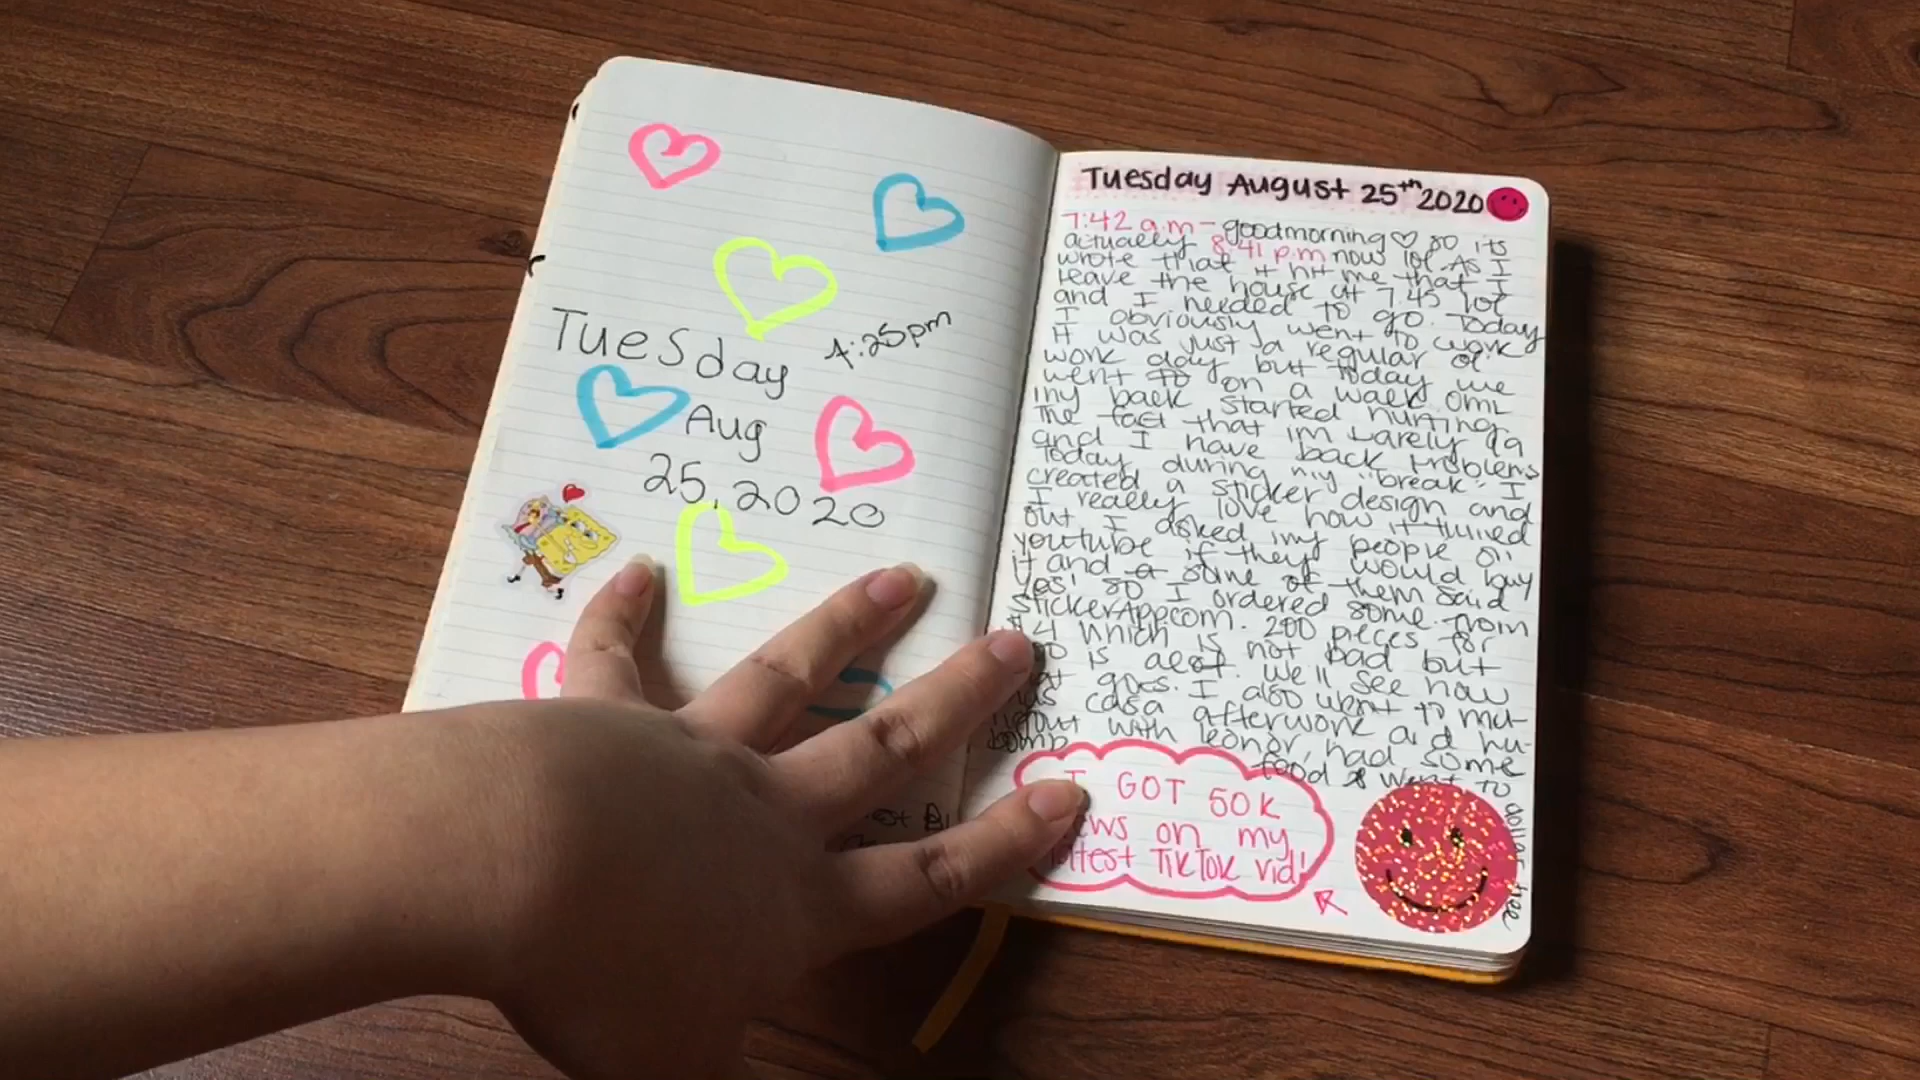 Tuesday
4:25pm
Aug
25, 2020
Tuesday August 25th 2020
7:42 a.m - goodmorning♡ so its
actually 8:41 p.m now lol. As I
wrote that it hit me that I
leave the house at 7:45 lol
and I needed to go. Today
I obviously went to work
it was just a regular ol
work day but today we
went to on a walk omL
my back started hurting
the fact that im barely 19
and I have back problems
Today during my "break" I
created a sticker design and
I really love how it turned
out. I asked my people on
youtube if they would buy
it and a some of them said
yes! so I ordered some from
StickerApp.com. 200 pieces for
which is not bad but
is alot. we'll see how
goes. I also went to mu-
casa afterwork and hu-
out with leonor, had some
food & went to
dollar tree
I GOT 50K
on my
TikTok vid!